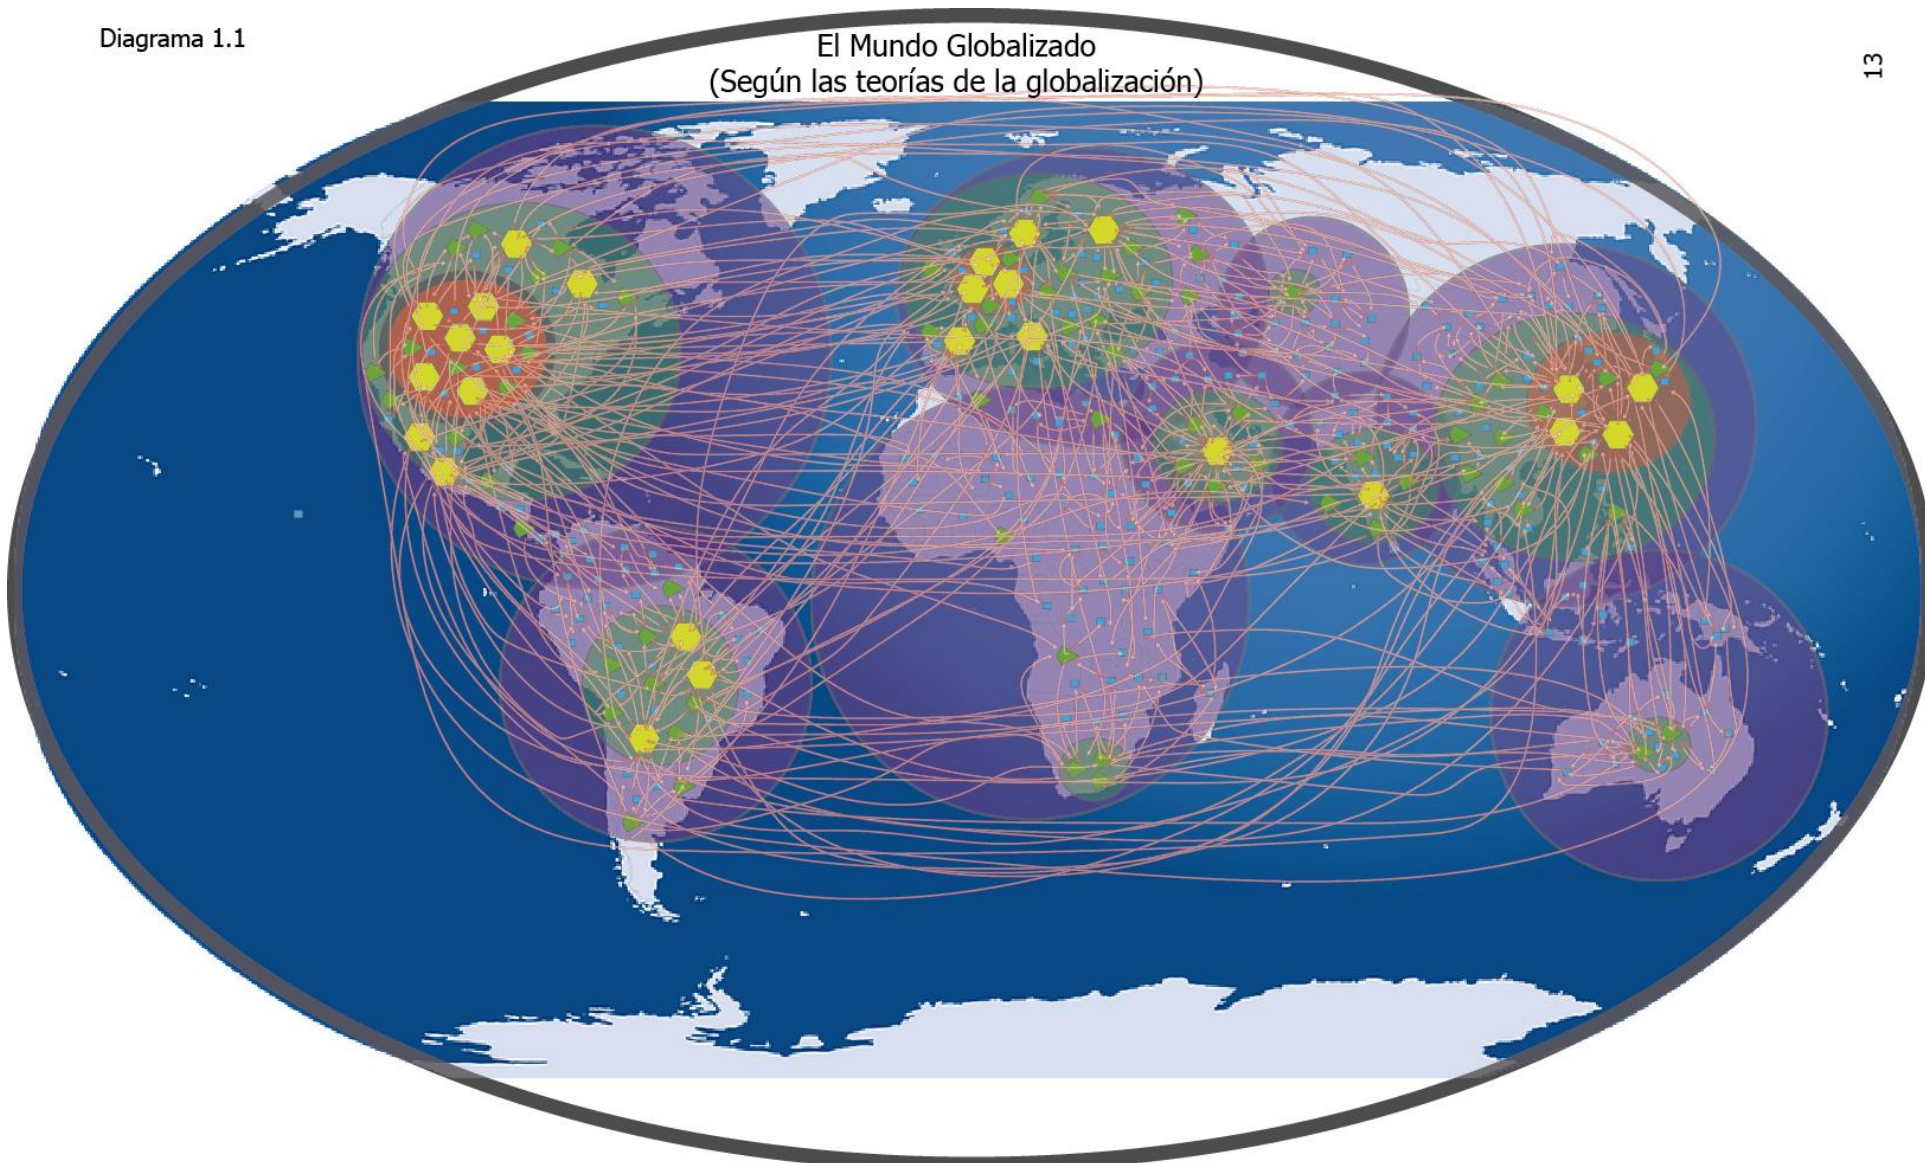 Diagrama 1.1
El Mundo Globalizado
(Según las teorías de la globalización)
13